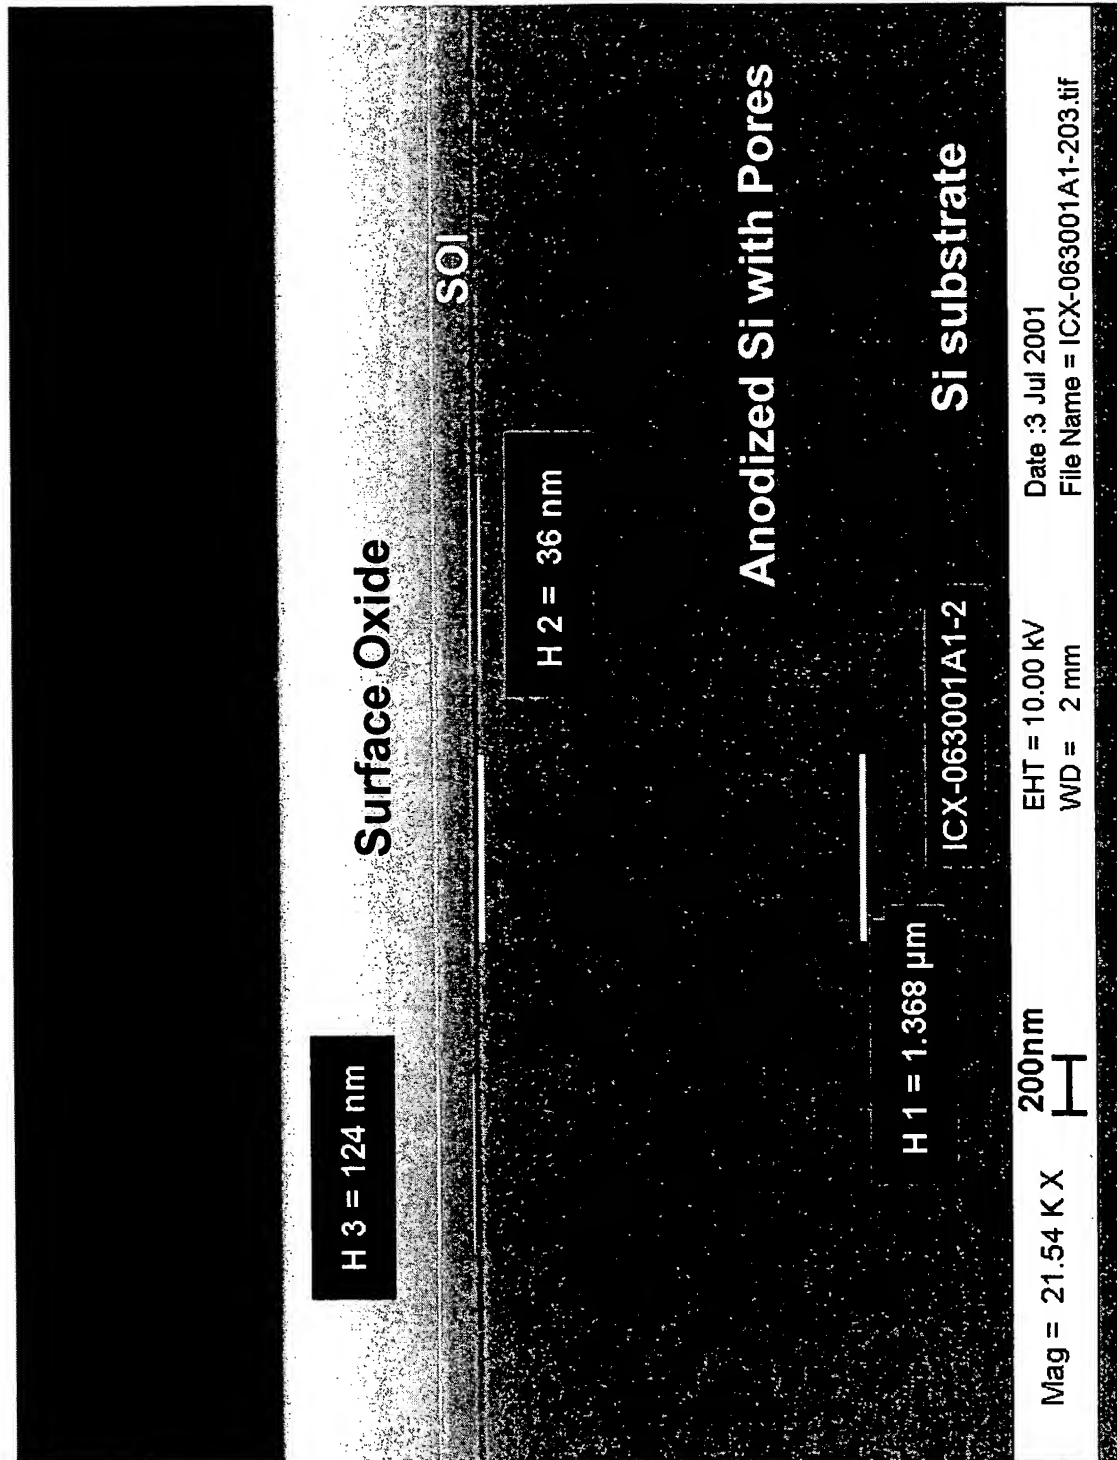 Surface Oxide
SOI
H 3 = 124 nm
H 2 = 36 nm
Anodized Si with Pores
H 1 = 1.368 µm
ICX-063001A1-2
Si substrate
Mag = 21.54 K X
200nm
EHT = 10.00 kV
WD = 2 mm
Date :3 Jul 2001
File Name = ICX-063001A1-203.tif